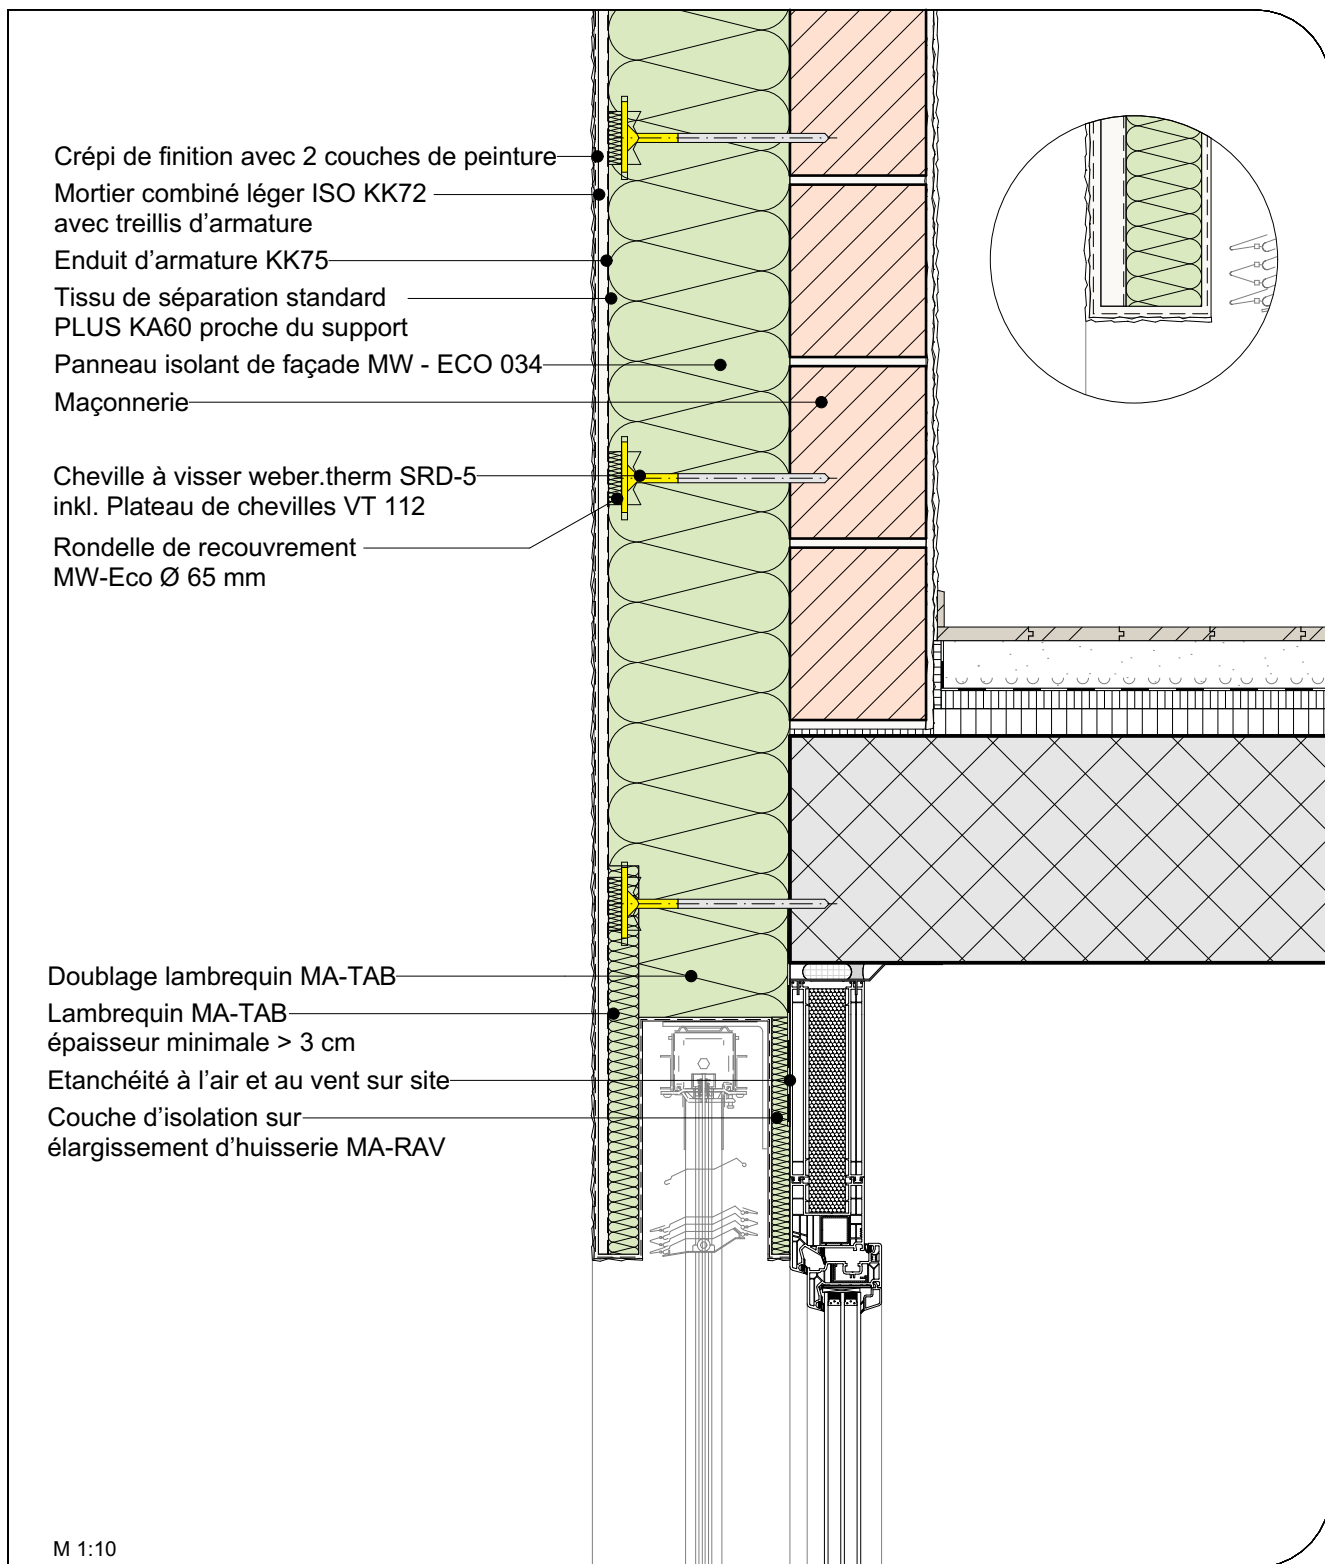 Crépi de finition avec 2 couches de peinture
Mortier combiné léger ISO KK72
avec treillis d’armature
Enduit d’armature KK75
Tissu de séparation standard
PLUS KA60 proche du support
Panneau isolant de façade MW - ECO 034
Maçonnerie
Cheville à visser weber.therm SRD-5
inkl. Plateau de chevilles VT 112
Rondelle de recouvrement
MW-Eco Ø 65 mm
Doublage lambrequin MA-TAB
Lambrequin MA-TAB
épaisseur minimale > 3 cm
Etanchéité à l’air et au vent sur site
Couche d’isolation sur
élargissement d’huisserie MA-RAV
M 1:10